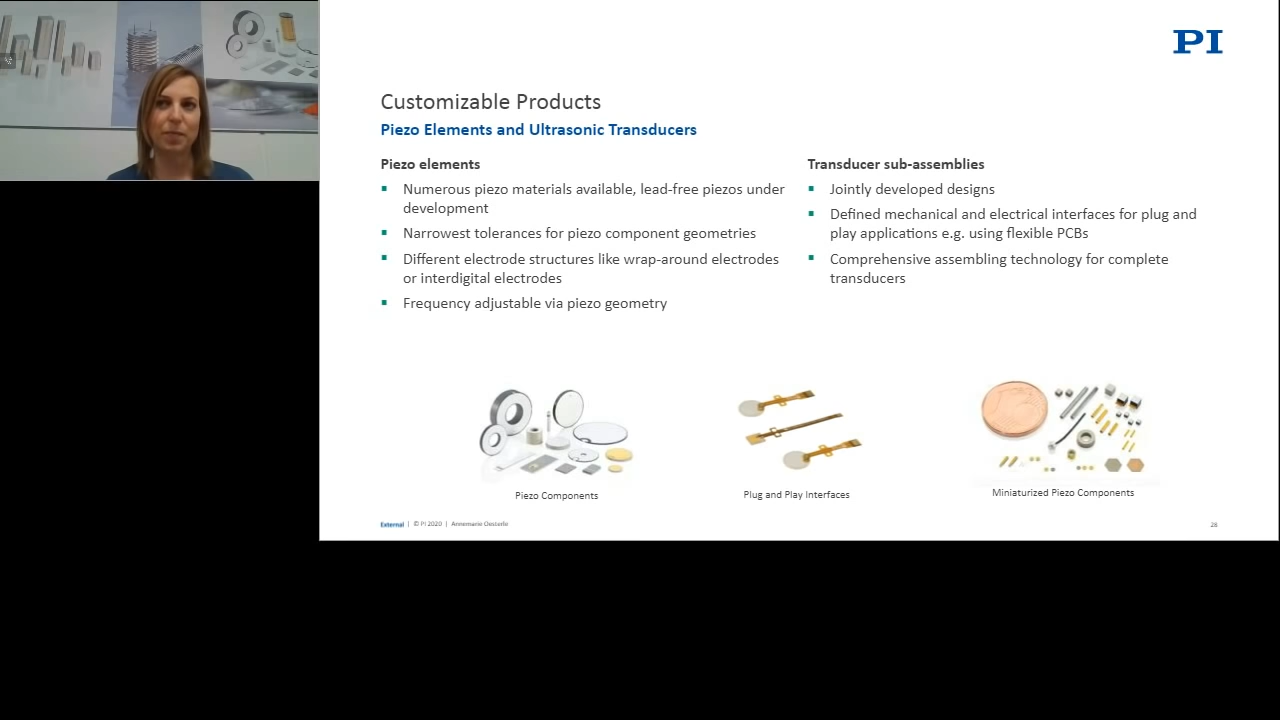 PI
Customizable Products
Piezo Elements and Ultrasonic Transducers
Piezo elements
Numerous piezo materials available, lead-free piezos under
development
Narrowest tolerances for piezo component geometries
Different electrode structures like wrap-around electrodes
or interdigital electrodes
Frequency adjustable via piezo geometry
Transducer sub-assemblies
Jointly developed designs
Defined mechanical and electrical interfaces for plug and
play applications e.g. using flexible PCBs
Comprehensive assembling technology for complete
transducers
Piezo Components
Plug and Play Interfaces
Miniaturized Piezo Components
External | © PI 2020 | Annemarie Oesterle
28